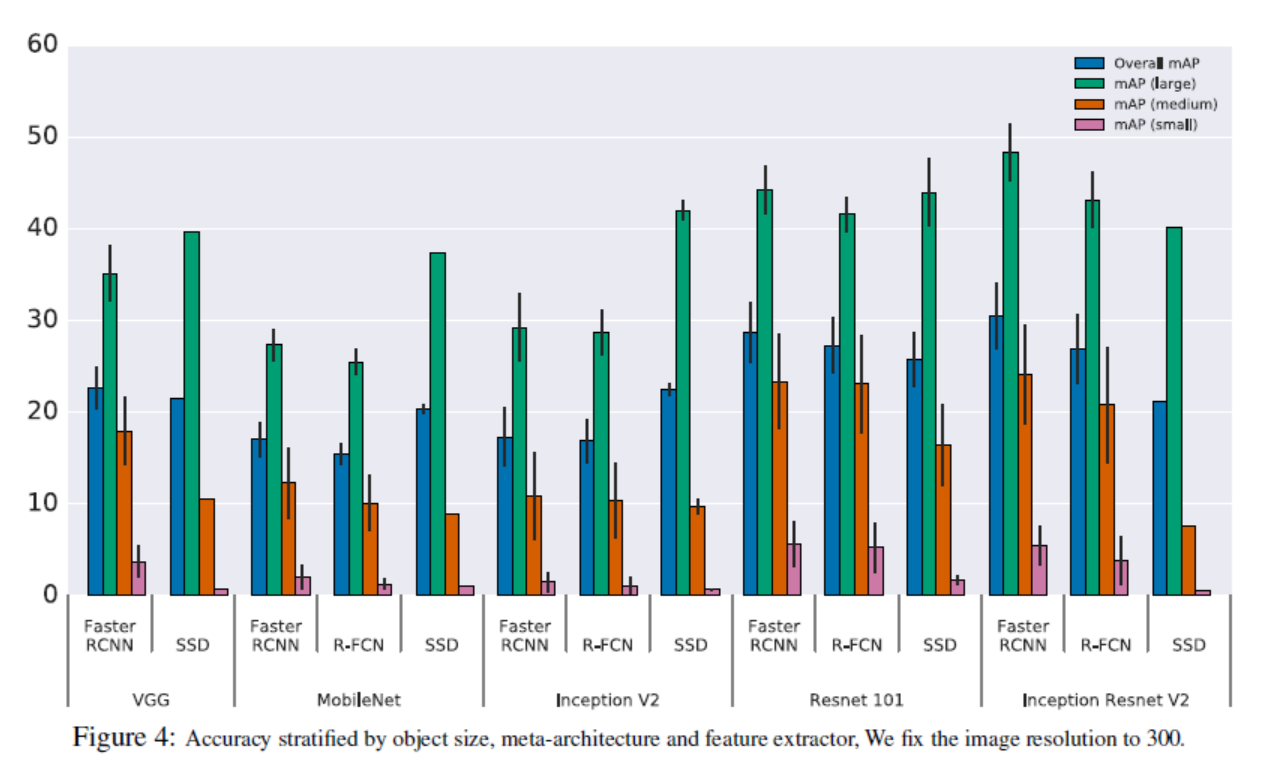 60
50
40
30
20
10
0
Overall mAP
mAP (large)
mAP (medium)
mAP (small)
Faster RCNN
SSD
Faster RCNN
R-FCN
SSD
Faster RCNN
R-FCN
SSD
Faster RCNN
R-FCN
SSD
Faster RCNN
R-FCN
SSD
VGG
MobileNet
Inception V2
Resnet 101
Inception Resnet V2
Figure 4: Accuracy stratified by object size, meta-architecture and feature extractor, We fix the image resolution to 300.